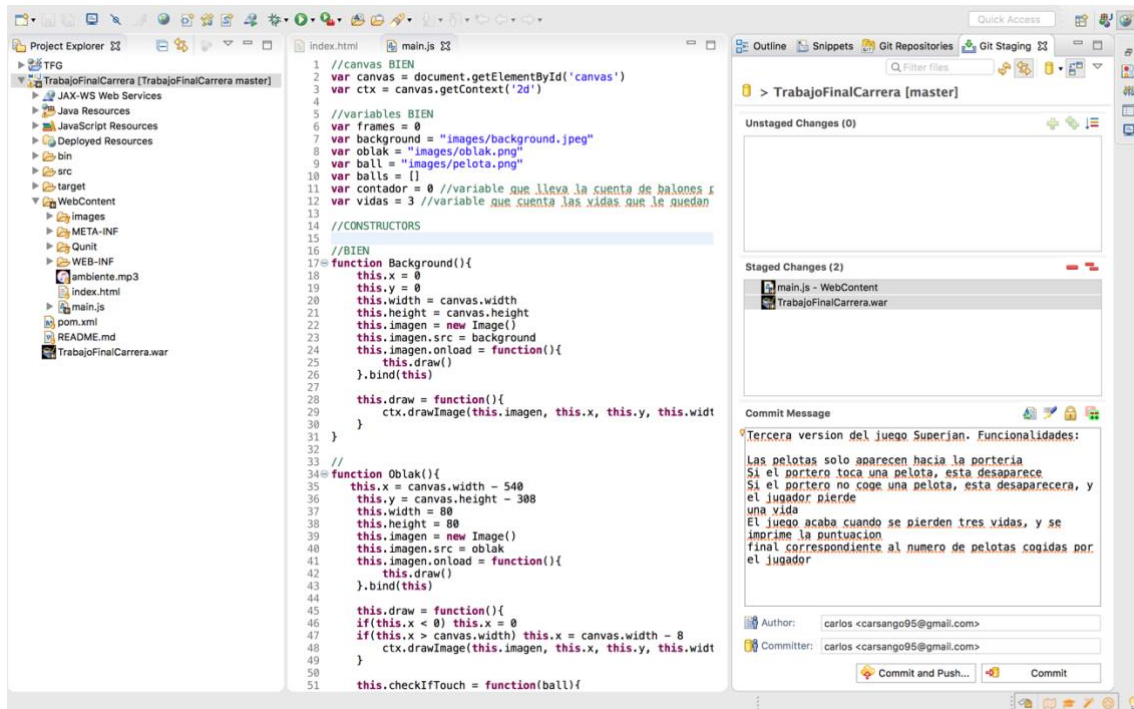 Quick Access
Project Explorer
TFG
TrabajoFinalCarrera [TrabajoFinalCarrera master]
JAX-WS Web Services
Java Resources
JavaScript Resources
Deployed Resources
bin
src
target
WebContent
images
META-INF
Qunit
WEB-INF
ambiente.mp3
index.html
main.js
pom.xml
README.md
TrabajoFinalCarrera.war
index.html
main.js
1 //canvas BIEN
2 var canvas = document.getElementById('canvas')
3 var ctx = canvas.getContext('2d')
4
5 //variables BIEN
6 var frames = 0
7 var background = "images/background.jpeg"
8 var oblak = "images/oblak.png"
9 var ball = "images/pelota.png"
10 var balls = []
11 var contador = 0 //variable que lleva la cuenta de balones p
12 var vidas = 3 //variable que cuenta las vidas que le quedan
13
14 //CONSTRUCTORS
15
16 //BIEN
17 function Background(){
18 this.x = 0
19 this.y = 0
20 this.width = canvas.width
21 this.height = canvas.height
22 this.imagen = new Image()
23 this.imagen.src = background
24 this.imagen.onload = function(){
25 this.draw()
26 }.bind(this)
27
28 this.draw = function(){
29 ctx.drawImage(this.imagen, this.x, this.y, this.widt
30 }
31 }
32
33 //
34 function Oblak(){
35 this.x = canvas.width - 540
36 this.y = canvas.height - 308
37 this.width = 80
38 this.height = 80
39 this.imagen = new Image()
40 this.imagen.src = oblak
41 this.imagen.onload = function(){
42 this.draw()
43 }.bind(this)
44
45 this.draw = function(){
46 if(this.x < 0) this.x = 0
47 if(this.x > canvas.width) this.x = canvas.width - 8
48 ctx.drawImage(this.imagen, this.x, this.y, this.widt
49 }
50
51 this.checkIfTouch = function(ball){
Outline
Snippets
Git Repositories
Git Staging
Filter files
> TrabajoFinalCarrera [master]
Unstaged Changes (0)
Staged Changes (2)
main.js - WebContent
TrabajoFinalCarrera.war
Commit Message
Tercera version del juego Superjan. Funcionalidades:
Las pelotas solo aparecen hacia la porteria
Si el portero toca una pelota, esta desaparece
Si el portero no coge una pelota, esta desaparecera, y
el jugador pierde
una vida
El juego acaba cuando se pierden tres vidas, y se
imprime la puntuacion
final correspondiente al numero de pelotas cogidas por
el jugador
Author: carlos <carsango95@gmail.com>
Committer: carlos <carsango95@gmail.com>
Commit and Push...
Commit